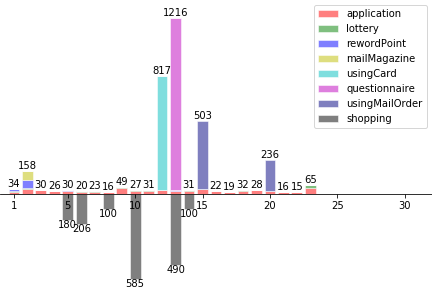 1216
application
lottery
rewordPoint
mailMagazine
usingCard
questionnaire
usingMailOrder
shopping
817
503
236
158
34 30 26 30 20 23 16 49 27 31 31 22 19 32 28 16 15 65
1 5 10 15 20 25 30
180 206 100 585 490 100